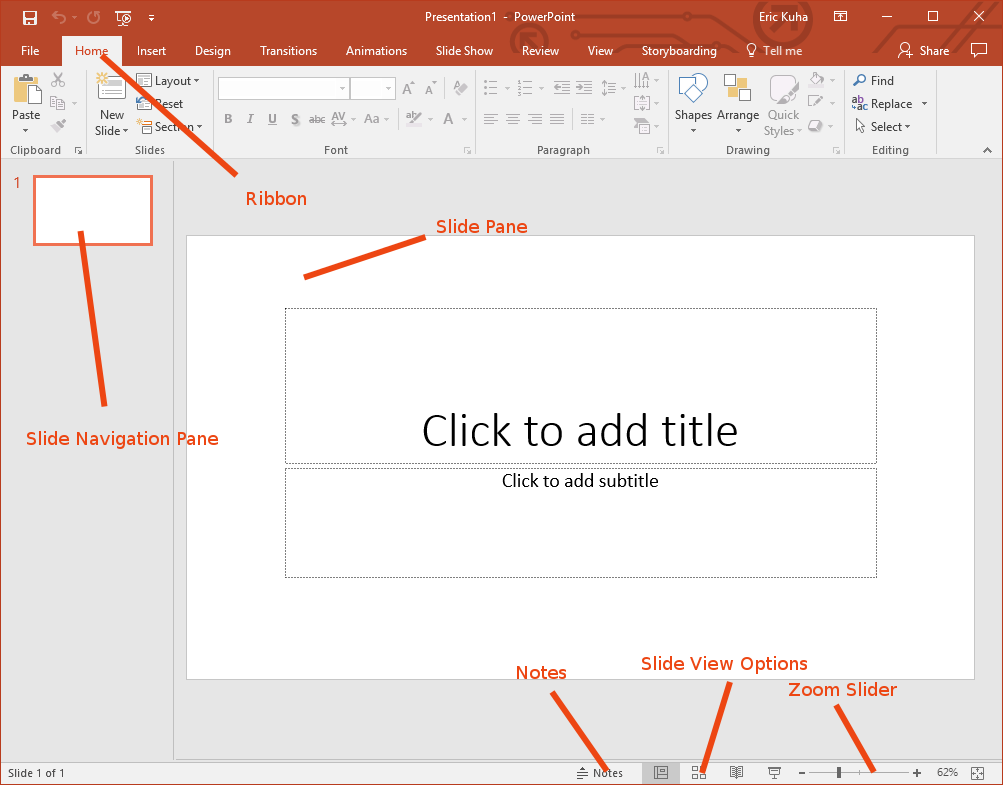 Presentation1 - PowerPoint
Eric Kuha
File Home Insert Design Transitions Animations Slide Show Review View Storyboarding Tell me Share
Paste
New
Slide
Layout
Reset
Section
B I U S abc AV Aa aby A
Shapes Arrange Quick
Styles
Find
Replace
Select
Clipboard Slides Font Paragraph Drawing Editing
1
Ribbon
Slide Pane
Click to add title
Slide Navigation Pane
Click to add subtitle
Notes
Slide View Options
Zoom Slider
Slide 1 of 1
Notes
62%